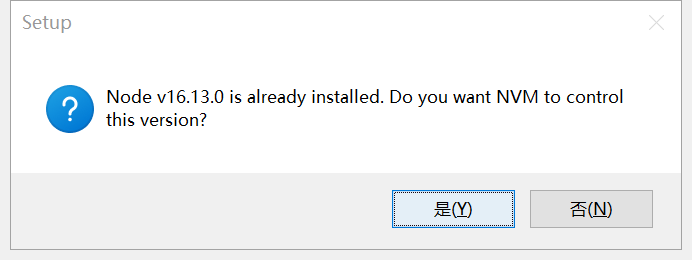 Setup
Node v16.13.0 is already installed. Do you want NVM to control
this version?
是(Y)
否(N)